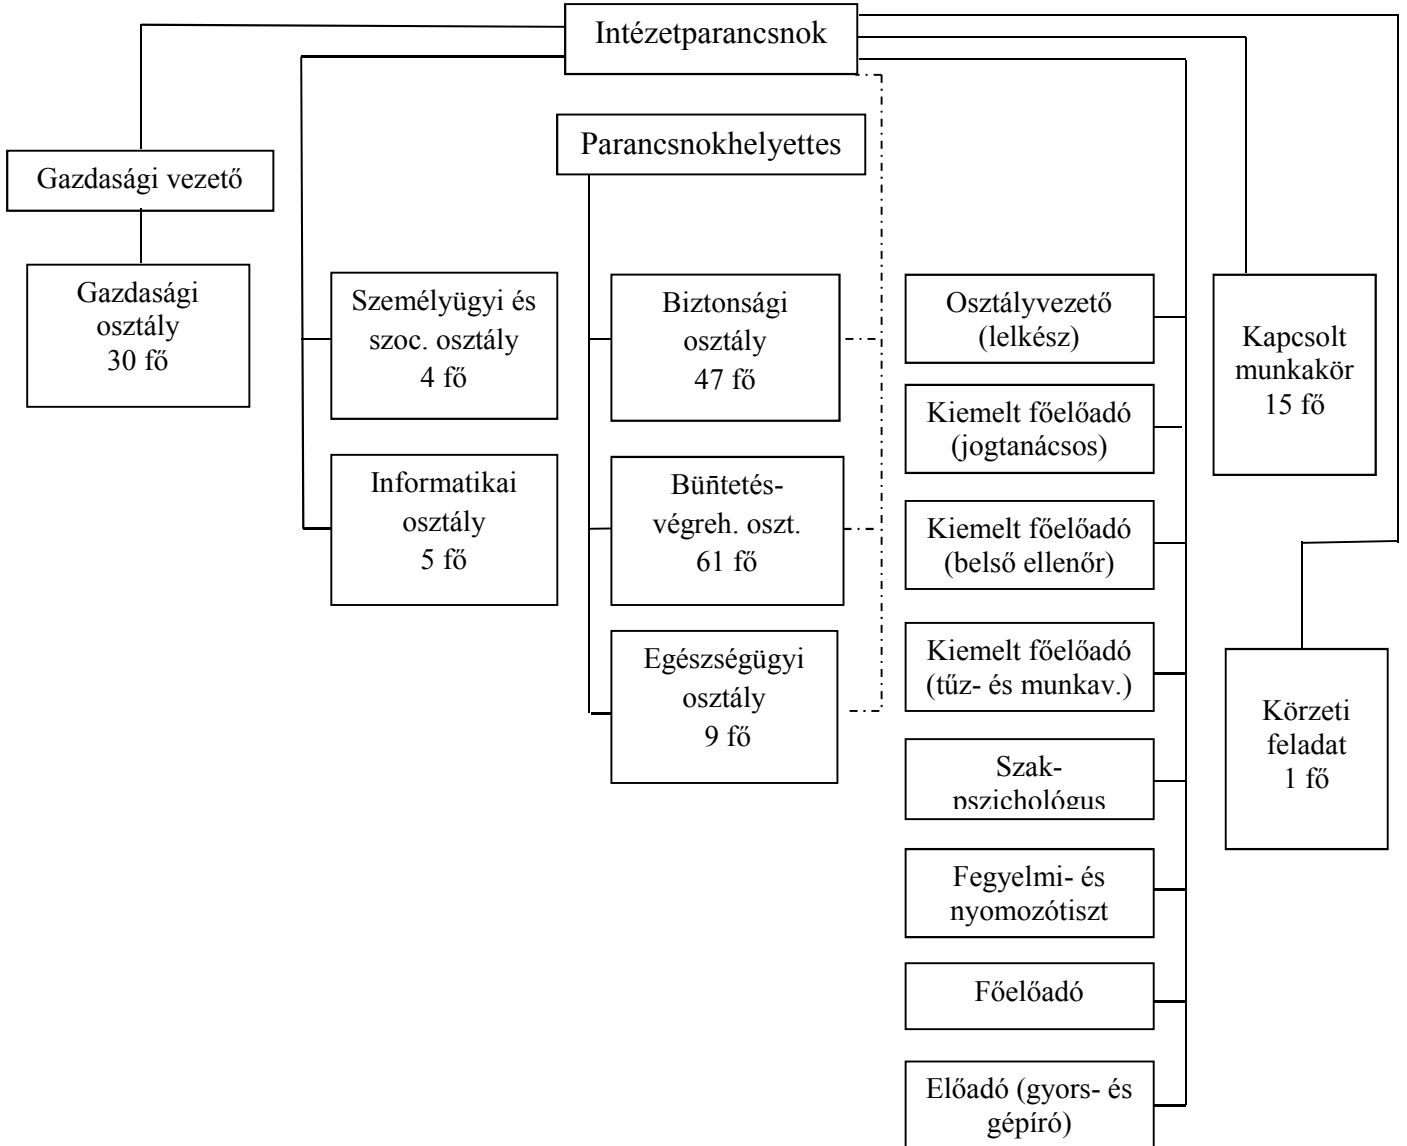 Intézetparancsnok
Parancsnokhelyettes
Gazdasági vezető
Gazdasági
osztály
30 fő
Személyügyi és
szoc. osztály
4 fő
Informatikai
osztály
5 fő
Biztonsági
osztály
47 fő
Büñtetés-
végreh. oszt.
61 fő
Egészségügyi
osztály
9 fő
Osztályvezető
(lelkész)
Kiemelt főelőadó
(jogtanácsos)
Kiemelt főelőadó
(belső ellenőr)
Kiemelt főelőadó
(tűz- és munkav.)
Szak-
pszichológus
Fegyelmi- és
nyomozótiszt
Főelőadó
Előadó (gyors- és
gépíró)
Kapcsolt
munkakör
15 fő
Körzeti
feladat
1 fő